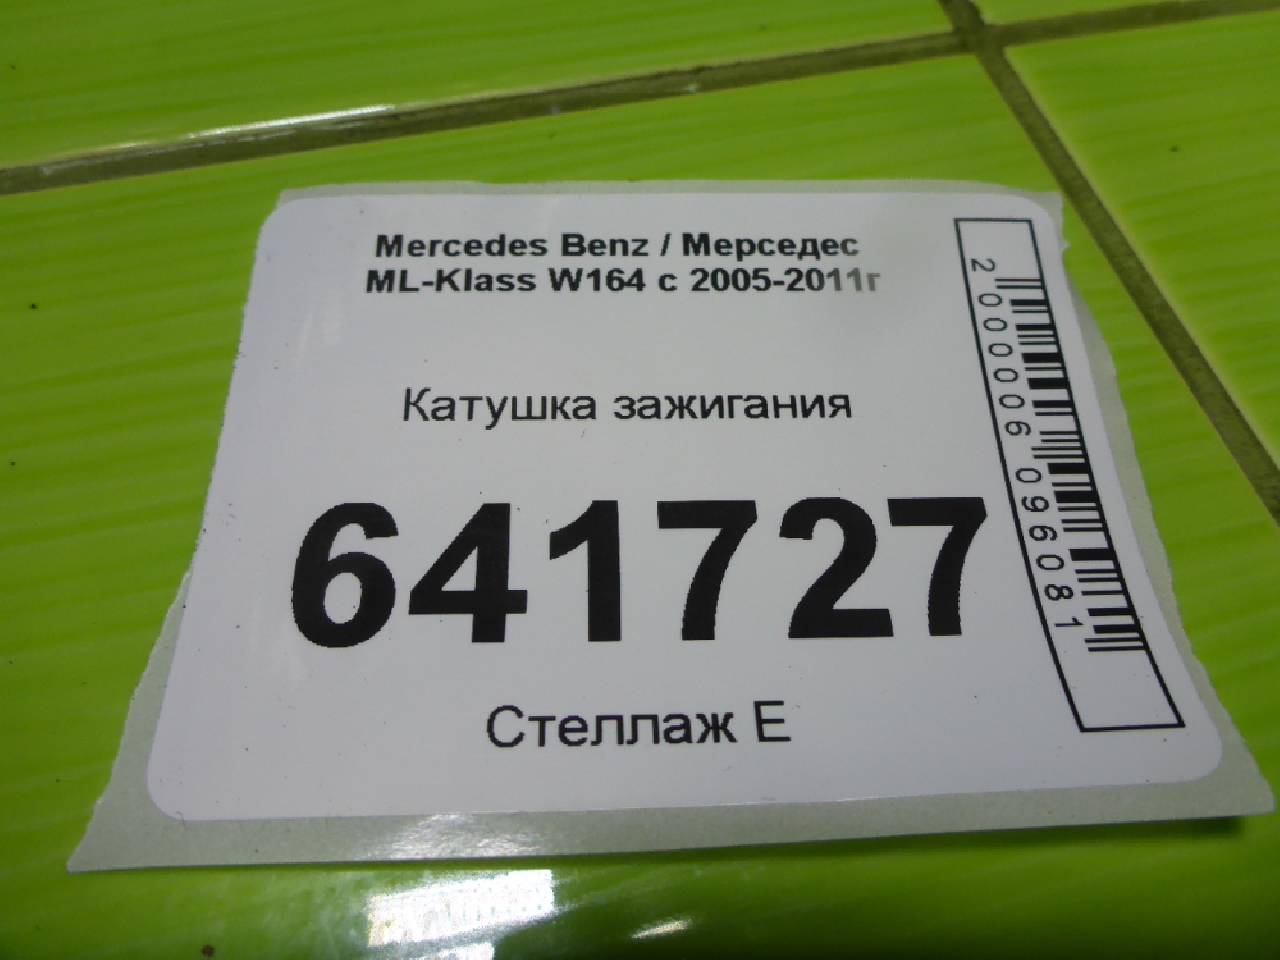 Mercedes Benz / Мерседес
ML-Klass W164 с 2005-2011г
Катушка зажигания
641727
Стеллаж Е
2000006096081